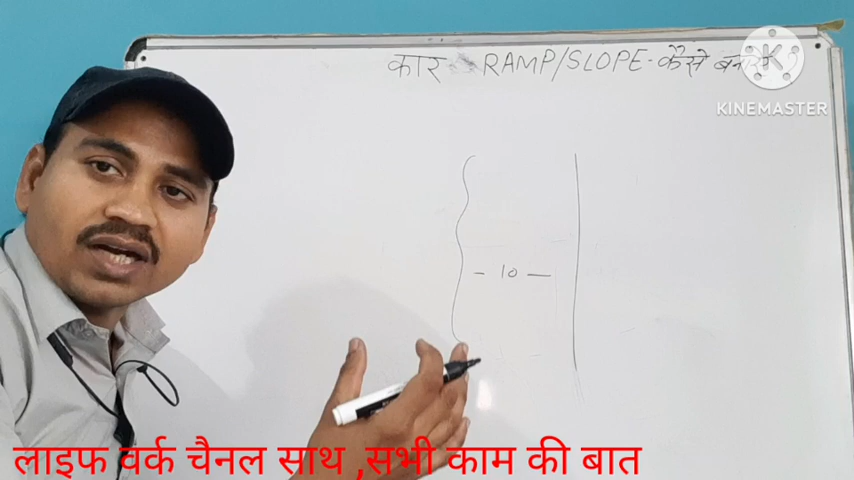 कार RAMP/SLOPE-कैसे
KINEMASTER
- 10 -
लाइफ वर्क चैनल साथ ,सभी काम की बात